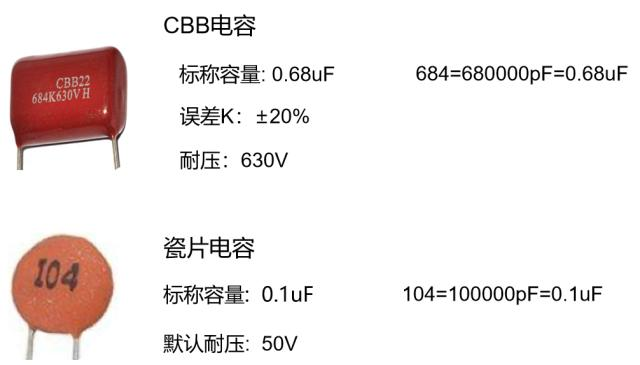 CBB电容
CBB22
684K630VH
标称容量: 0.68uF 684=680000pF=0.68uF
误差K：±20%
耐压：630V
瓷片电容
104
标称容量: 0.1uF 104=100000pF=0.1uF
默认耐压: 50V